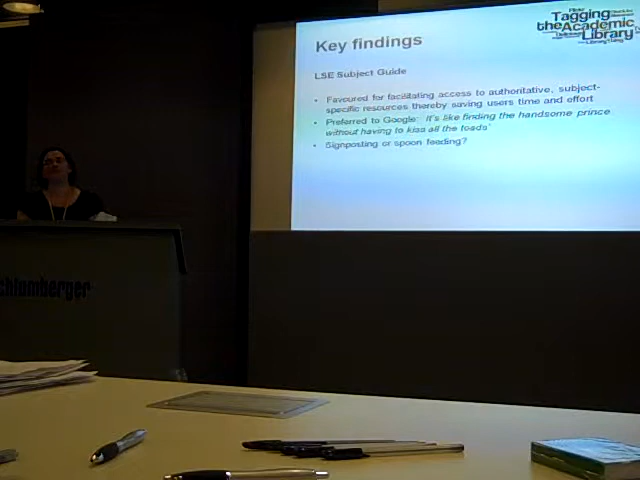 Key findings
LSE Subject Guide
Favoured for facilitating access to authoritative, subject-
specific resources thereby saving users time and effort
Preferred to Google: 'It's like finding the handsome prince
without having to kiss all the toads'
Signposting or spoon feeding?
Tagging
the Academic
Library
chlumberger